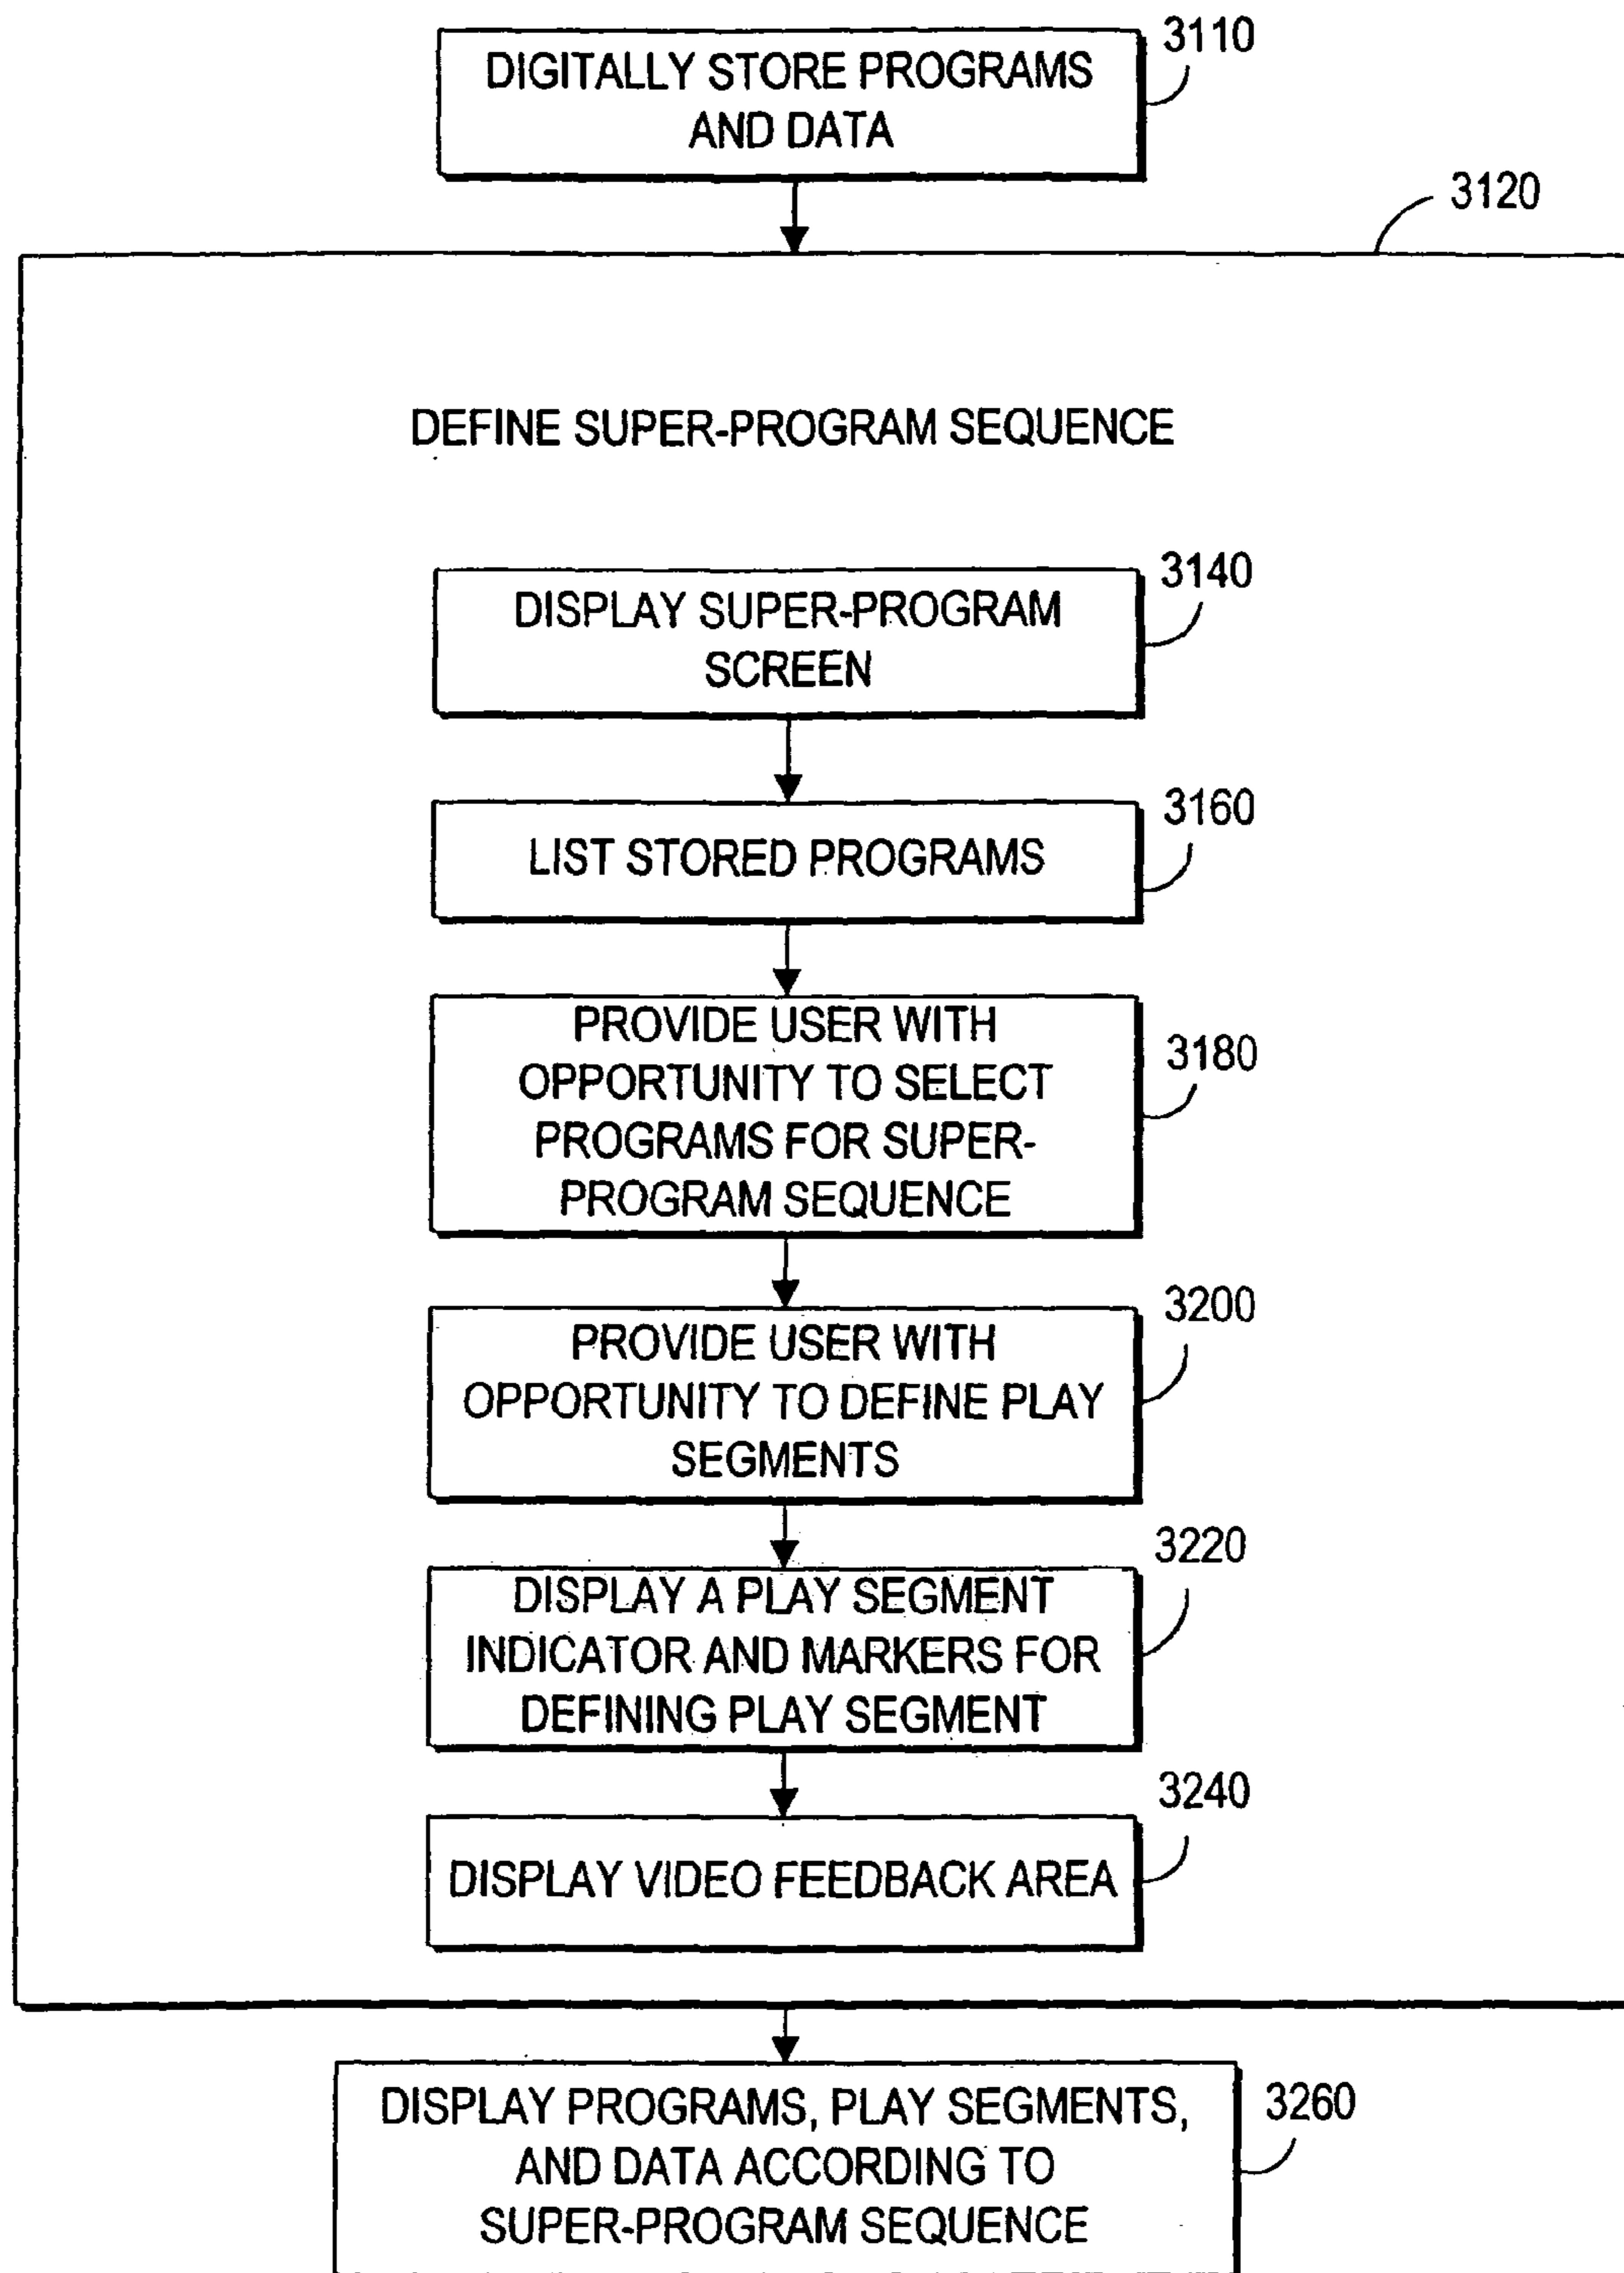 DIGITALLY STORE PROGRAMS
AND DATA
3110
3120
DEFINE SUPER-PROGRAM SEQUENCE
DISPLAY SUPER-PROGRAM
SCREEN
3140
LIST STORED PROGRAMS
3160
PROVIDE USER WITH
OPPORTUNITY TO SELECT
PROGRAMS FOR SUPER-
PROGRAM SEQUENCE
3180
PROVIDE USER WITH
OPPORTUNITY TO DEFINE PLAY
SEGMENTS
3200
DISPLAY A PLAY SEGMENT
INDICATOR AND MARKERS FOR
DEFINING PLAY SEGMENT
3220
DISPLAY VIDEO FEEDBACK AREA
3240
DISPLAY PROGRAMS, PLAY SEGMENTS,
AND DATA ACCORDING TO
SUPER-PROGRAM SEQUENCE
3260